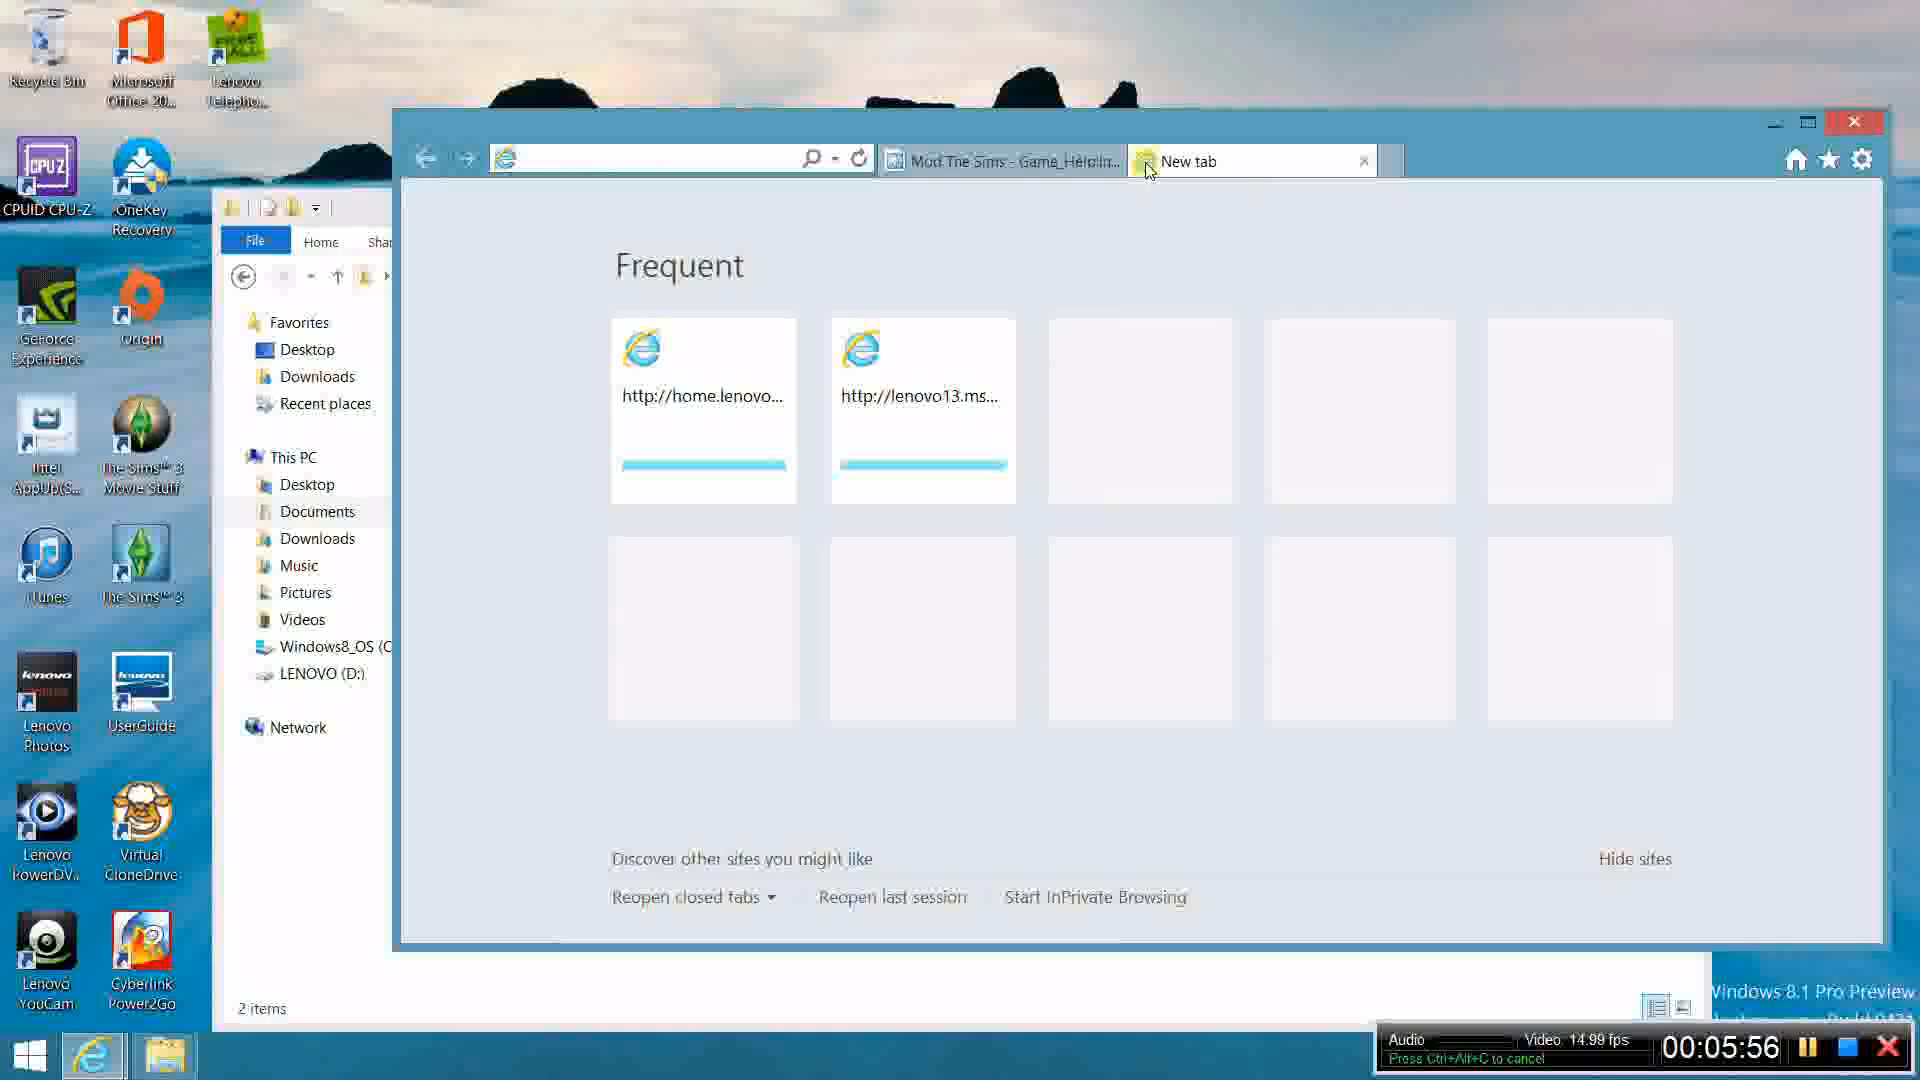 Recycle Bin
Microsoft
Office 20...
Lenovo
Telepho...
CPUID CPU-Z
OneKey
Recovery
GeForce
Experience
Origin
Intel
AppUp(S...
The Sims™ 3
Movie Stuff
iTunes
The Sims™ 3
Lenovo
Photos
UserGuide
Lenovo
PowerDV...
Virtual
CloneDrive
Lenovo
YouCam
Cyberlink
Power2Go
File
Home
Shar
Favorites
Desktop
Downloads
Recent places
This PC
Desktop
Documents
Downloads
Music
Pictures
Videos
Windows8_OS (C
LENOVO (D:)
Network
2 items
Mod The Sims - Game_Help:In...
New tab
Frequent
http://home.lenovo...
http://lenovo13.ms...
Discover other sites you might like
Hide sites
Reopen closed tabs
Reopen last session
Start InPrivate Browsing
Windows 8.1 Pro Preview
Audio
Video 14.99 fps
Press Ctrl+Alt+C to cancel
00:05:56